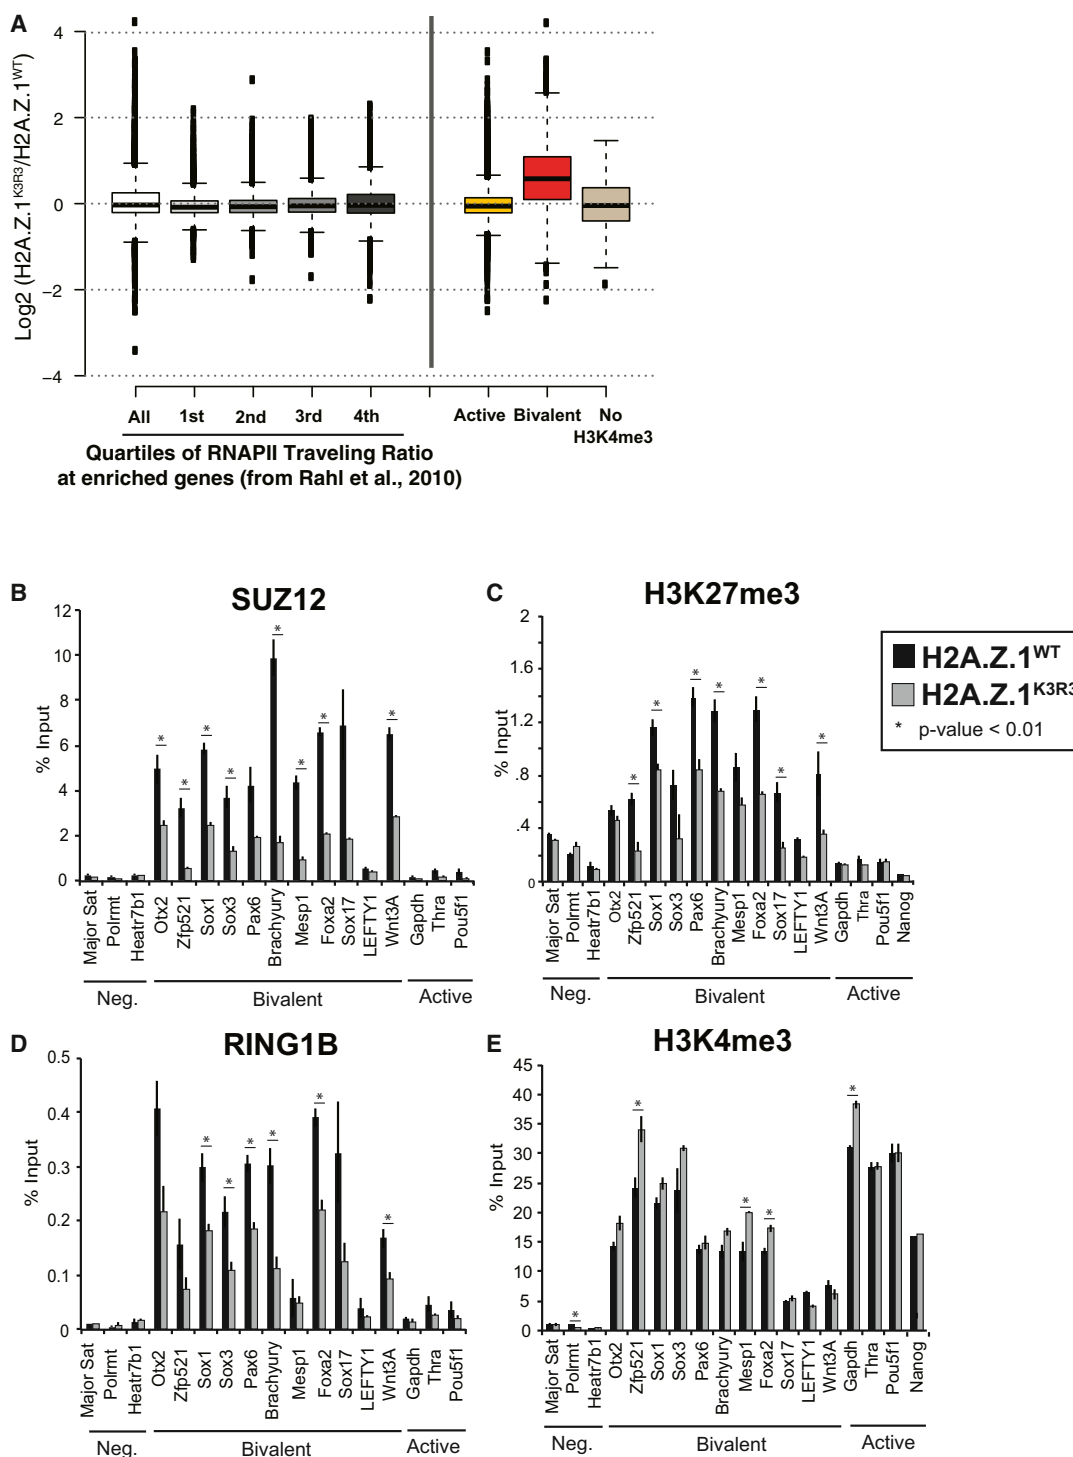 A
Log2 (H2A.Z.1K3R3/H2A.Z.1WT)
4
2
0
−2
−4
All 1st 2nd 3rd 4th Active Bivalent No H3K4me3
Quartiles of RNAPII Traveling Ratio
at enriched genes (from Rahl et al., 2010)
B
SUZ12
% Input
12
10
8
6
4
2
0
* * * * * * * *
Major Sat
Polrmt
Heatr7b1
Otx2
Zfp521
Sox1
Sox3
Pax6
Brachyury
Mesp1
Foxa2
Sox17
LEFTY1
Wnt3A
Gapdh
Thra
Pou5f1
Neg. Bivalent Active
C
H3K27me3
% Input
2
1.6
1.2
.8
.4
0
* * * * * * *
Major Sat
Polrmt
Heatr7b1
Otx2
Zfp521
Sox1
Sox3
Pax6
Brachyury
Mesp1
Foxa2
Sox17
LEFTY1
Wnt3A
Gapdh
Thra
Pou5f1
Nanog
Neg. Bivalent Active
H2A.Z.1WT
H2A.Z.1K3R3
* p-value < 0.01
D
RING1B
% Input
0.5
0.4
0.3
0.2
0.1
0
* * * * * *
Major Sat
Polrmt
Heatr7b1
Otx2
Zfp521
Sox1
Sox3
Pax6
Brachyury
Mesp1
Foxa2
Sox17
LEFTY1
Wnt3A
Gapdh
Thra
Pou5f1
Neg. Bivalent Active
E
H3K4me3
% Input
45
40
35
30
25
20
15
10
5
0
* * * * *
Major Sat
Polrmt
Heatr7b1
Otx2
Zfp521
Sox1
Sox3
Pax6
Brachyury
Mesp1
Foxa2
Sox17
LEFTY1
Wnt3A
Gapdh
Thra
Pou5f1
Nanog
Neg. Bivalent Active